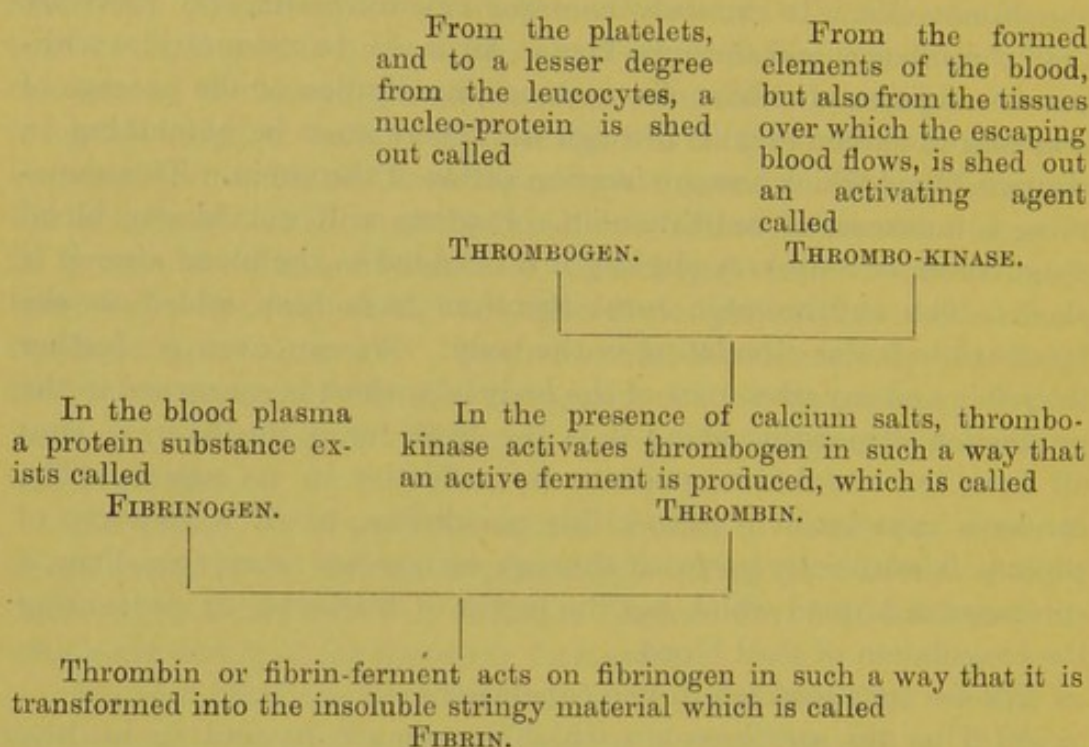 From the platelets,
and to a lesser degree
from the leucocytes, a
nucleo-protein is shed
out called
THROMBOGEN.
From the formed
elements of the blood,
but also from the tissues
over which the escaping
blood flows, is shed out
an activating agent
called
THROMBO-KINASE.
In the blood plasma
a protein substance ex-
ists called
FIBRINOGEN.
In the presence of calcium salts, thrombo-
kinase activates thrombogen in such a way that
an active ferment is produced, which is called
THROMBIN.
Thrombin or fibrin-ferment acts on fibrinogen in such a way that it is
transformed into the insoluble stringy material which is called
FIBRIN.